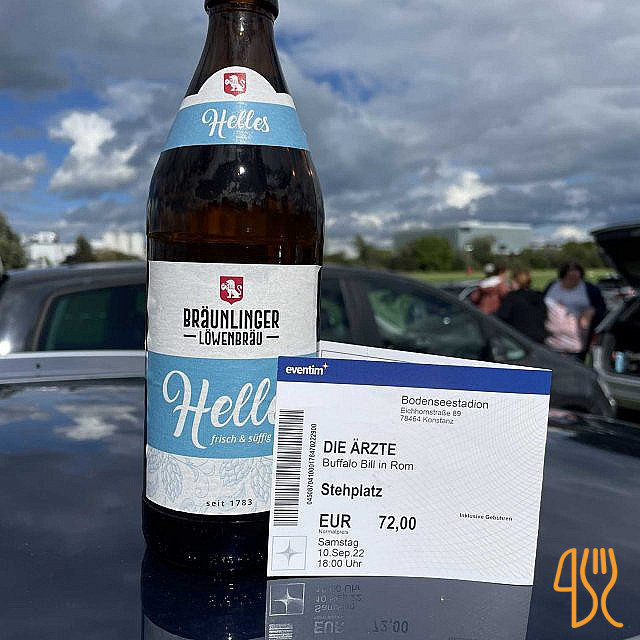 Helles
BRÄUNLINGER
LÖWENBRÄU
Helles
frisch & süffig
seit 1783
eventim
Bodenseestadion
Eichhornstraße 89
78464 Konstanz
DIE ÄRZTE
Buffalo Bill in Rom
Stehplatz
EUR 72,00
Normalpreis
Inklusive Gebühren
Samstag
10.Sep.22
18:00 Uhr